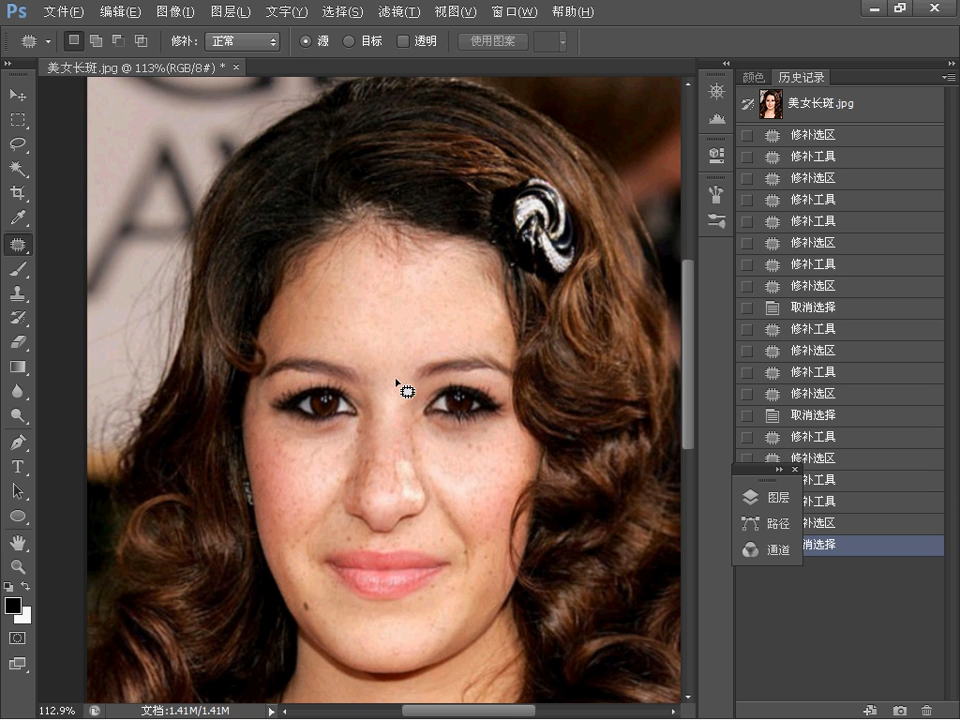 Ps 文件(F) 编辑(E) 图像(I) 图层(L) 文字(Y) 选择(S) 滤镜(T) 视图(V) 窗口(W) 帮助(H)
修补: 正常 源 目标 透明 使用图案
美女长斑.jpg @ 113%(RGB/8#) * ×
颜色 历史记录
美女长斑.jpg
修补选区
修补工具
修补选区
修补工具
修补工具
修补选区
修补工具
修补选区
取消选择
修补工具
修补选区
修补工具
修补选区
取消选择
修补工具
修补选区
补工具
补工具
补选区
消选择
图层
路径
通道
112.9% 文档:1.41M/1.41M